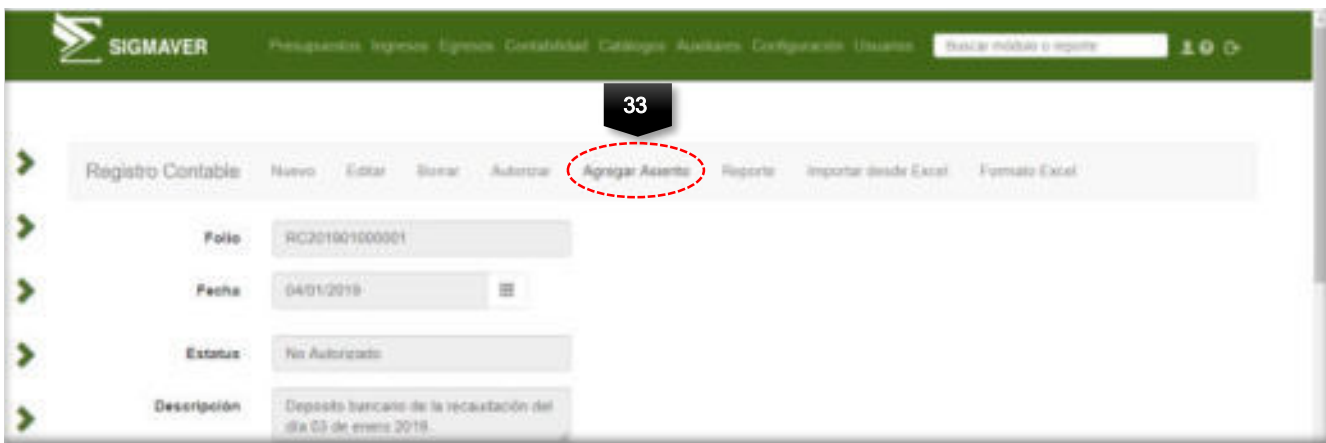 SIGMAVER
Presupuestos Ingresos Egresos Contabilidad Catálogos Auxiliares Configuración Usuarios Buscar módulo o reporte
33
Registro Contable Nuevo Editar Borrar Autorizar Agregar Asiento Reporte Importar desde Excel Formato Excel
Folio RC201901000001
Fecha 04/01/2019
Estatus No Autorizado
Descripción Deposito bancario de la recaudación del
día 03 de enero 2019.